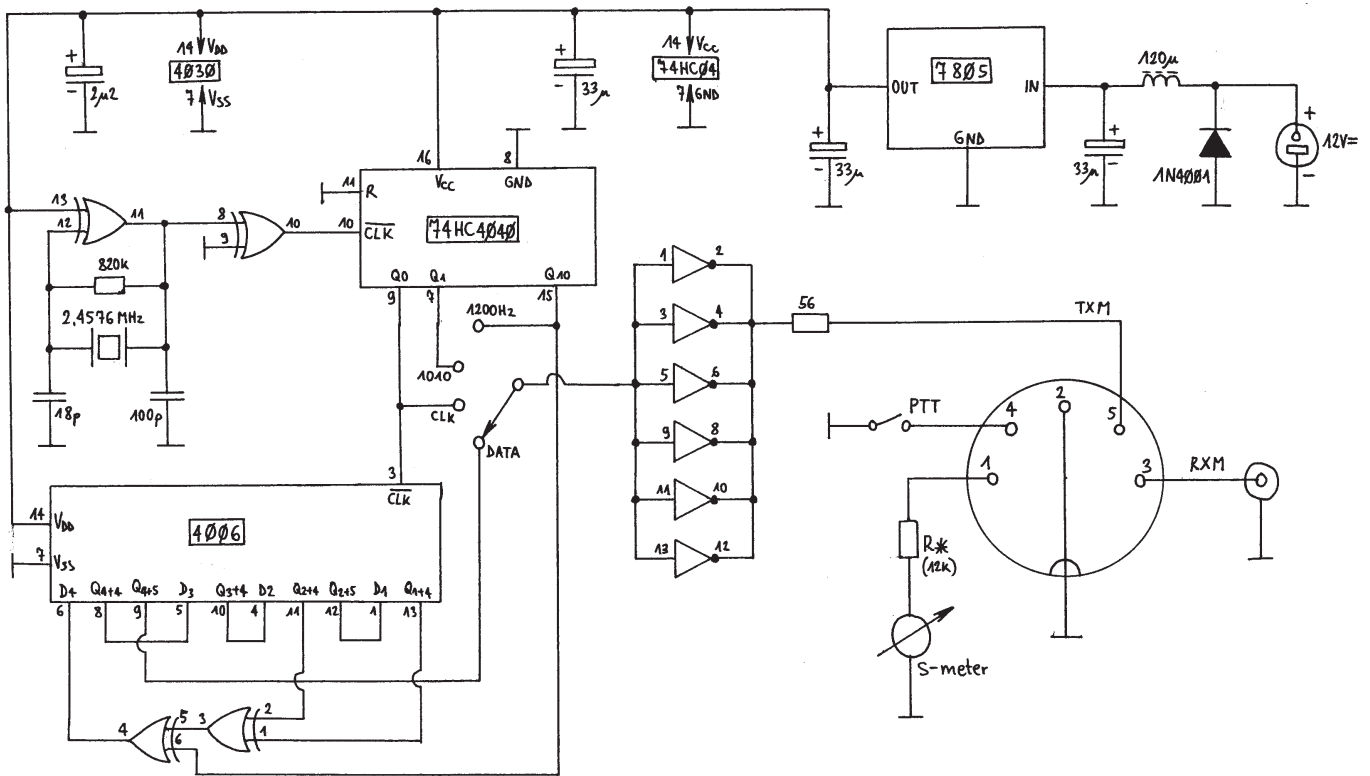 14 VDD
4030
7 VSS
+
-
2µ2
+
-
33µ
14 VCC
74HC04
7 GND
7805
OUT
IN
GND
120µ
+
-
33µ
+
-
33µ
1N4001
+
-
12V=
16
VCC
8
GND
11
R
74HC4040
10
CLK
Q0
Q1
Q10
9
7
15
13
12
11
8
9
10
820k
2,4576MHz
18p
100p
1200Hz
1010
CLK
DATA
1
2
3
4
5
6
9
8
11
10
13
12
56
TXM
PTT
4
2
5
1
3
RXM
R*
(12k)
S-meter
3
CLK
14
VDD
4006
7
VSS
D4
Q4+4
Q4+5
D3
Q3+4
D2
Q2+4
Q2+5
D1
Q1+4
6
8
9
5
10
4
11
12
1
13
4
5
6
3
2
1